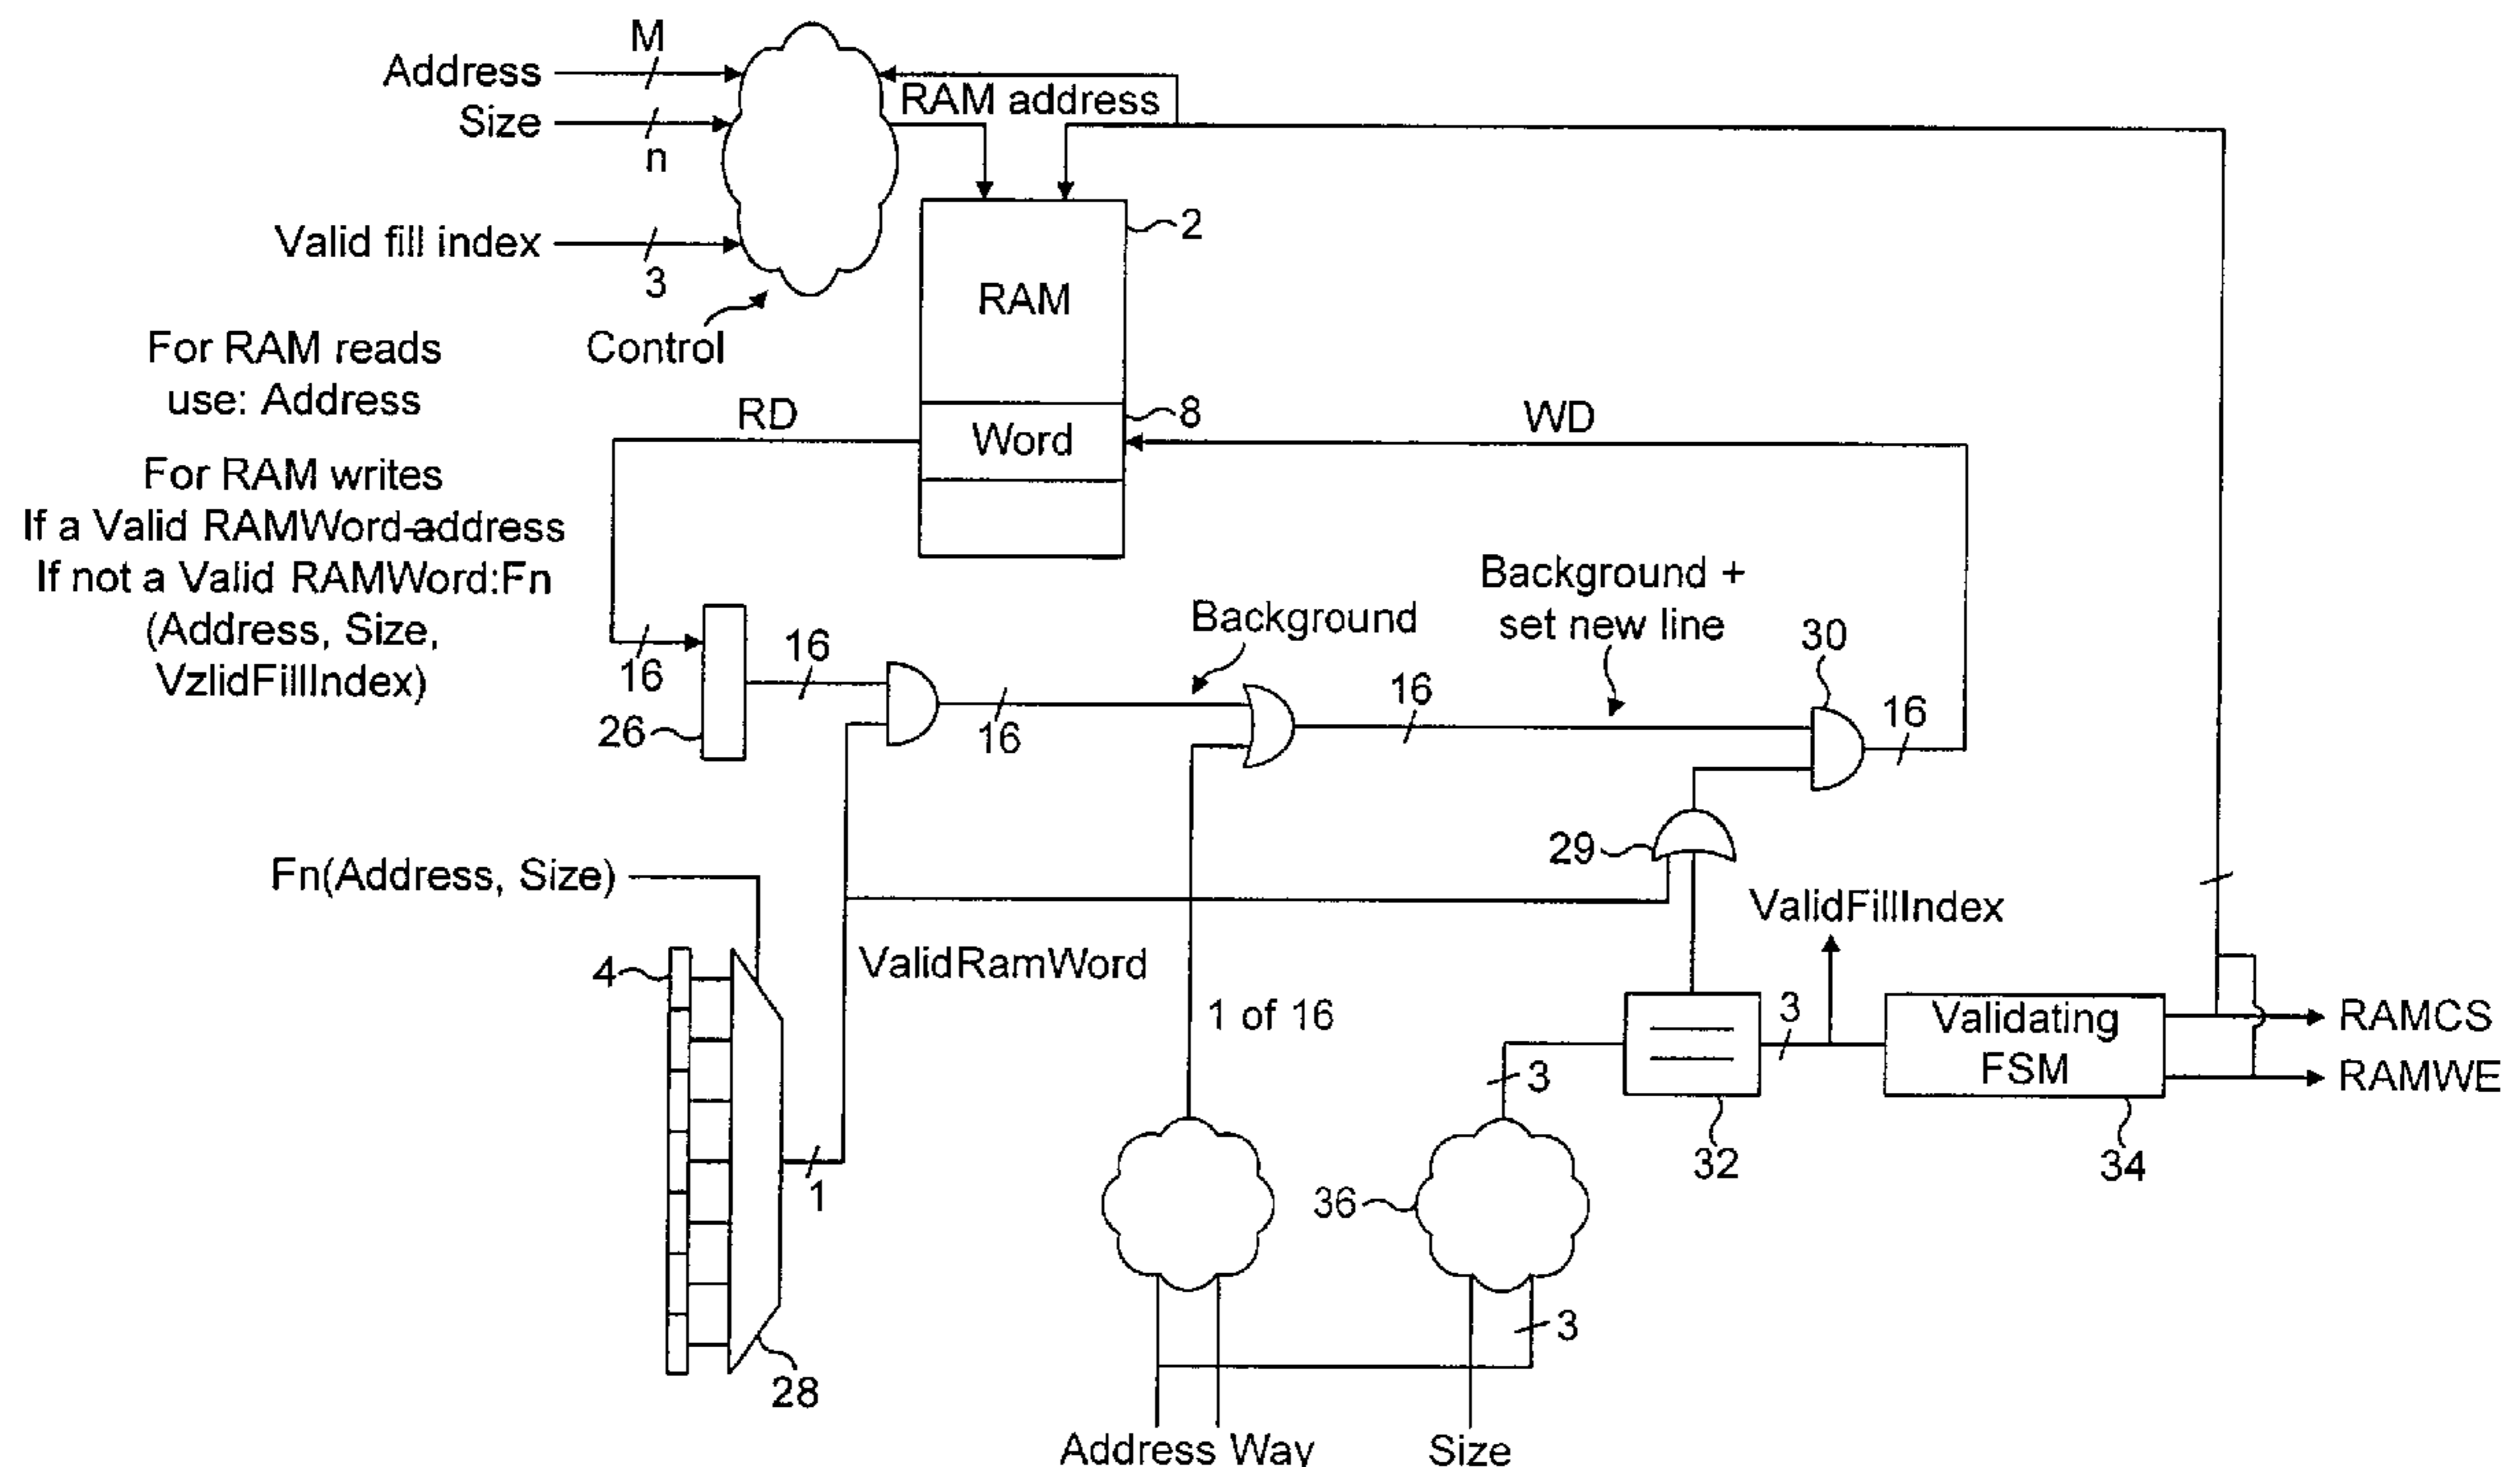 M
Address
RAM address
Size
n
Valid fill index
3
2
RAM
Control
For RAM reads
use: Address
RD
8
Word
WD
For RAM writes
If a Valid RAMWord-address
If not a Valid RAMWord:Fn
(Address, Size,
VzlidFillIndex)
Background +
set new line
Background
30
16
16
16
16
16
26
29
Fn(Address, Size)
ValidFillIndex
4
ValidRamWord
1 of 16
3
Validating
FSM
RAMCS
RAMWE
3
32
34
1
36
3
28
Address Way
Size